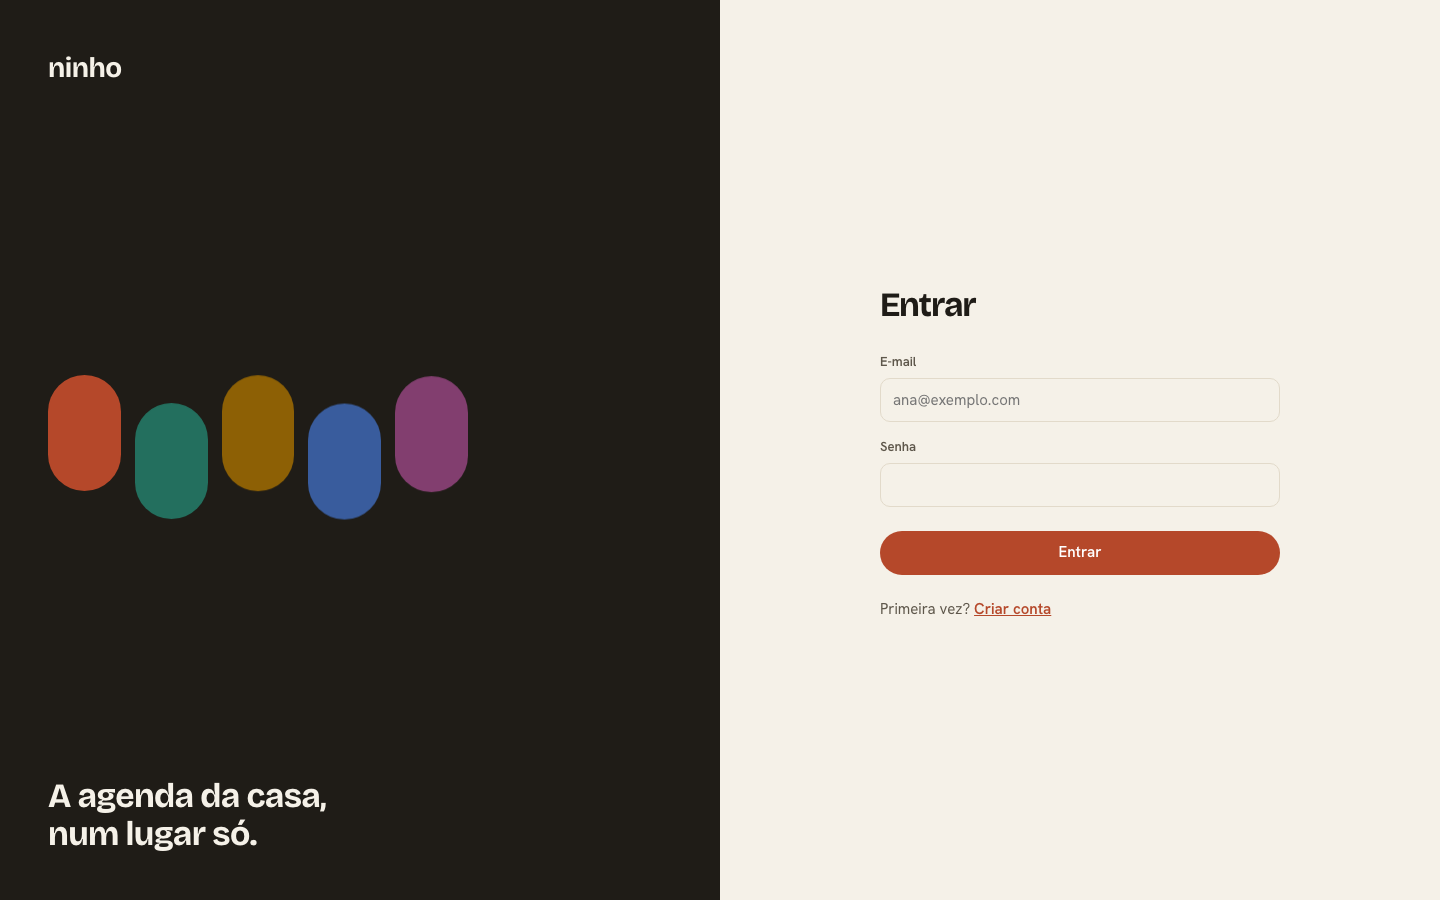 ninho
A agenda da casa,
num lugar só.
Entrar
E-mail
ana@exemplo.com
Senha
Entrar
Primeira vez? Criar conta